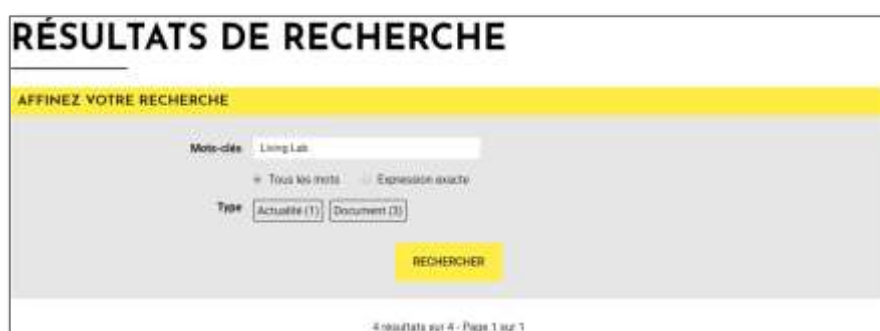 RÉSULTATS DE RECHERCHE
AFFINEZ VOTRE RECHERCHE
Mots-clés Living Lab
Tous les mots Expression exacte
Type Actualité (1) Document (3)
RECHERCHER
4 résultats sur 4 - Page 1 sur 1